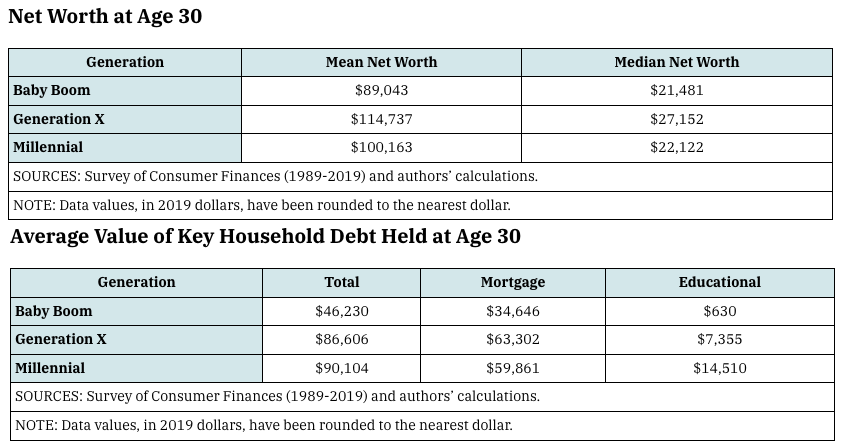 Net Worth at Age 30
Generation Mean Net Worth Median Net Worth
Baby Boom $89,043 $21,481
Generation X $114,737 $27,152
Millennial $100,163 $22,122
SOURCES: Survey of Consumer Finances (1989-2019) and authors’ calculations.
NOTE: Data values, in 2019 dollars, have been rounded to the nearest dollar.
Average Value of Key Household Debt Held at Age 30
Generation Total Mortgage Educational
Baby Boom $46,230 $34,646 $630
Generation X $86,606 $63,302 $7,355
Millennial $90,104 $59,861 $14,510
SOURCES: Survey of Consumer Finances (1989-2019) and authors’ calculations.
NOTE: Data values, in 2019 dollars, have been rounded to the nearest dollar.